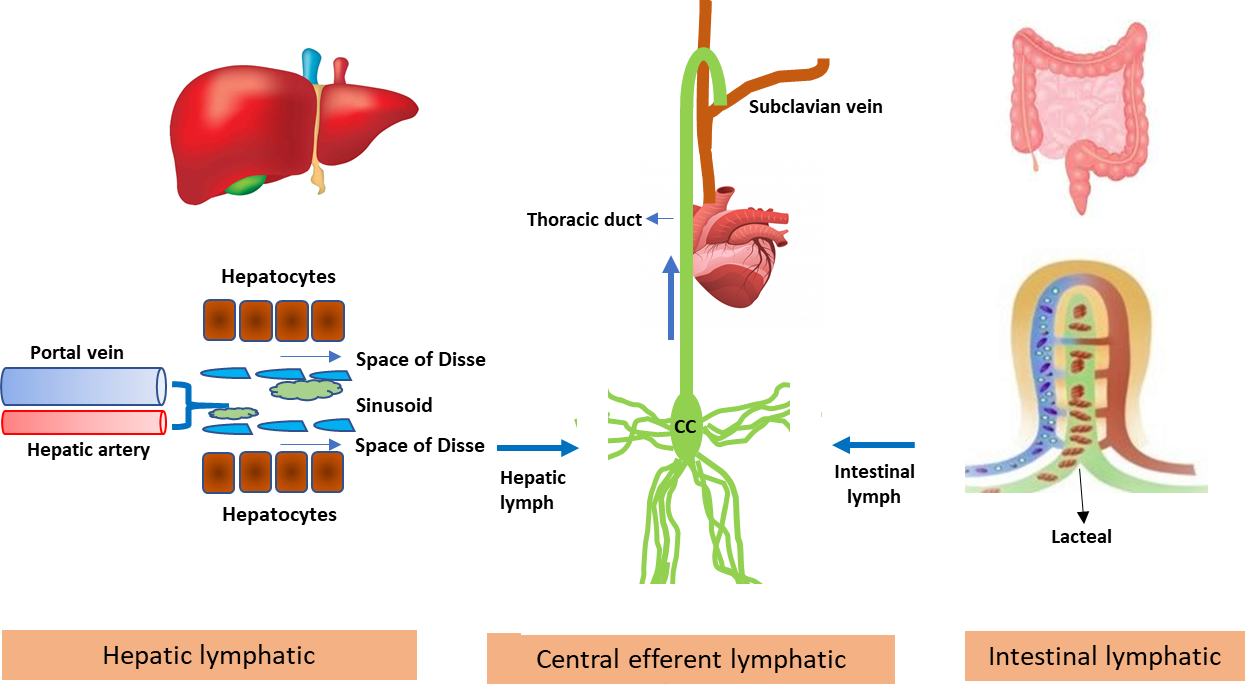 Hepatocytes
Portal vein
Hepatic artery
Space of Disse
Sinusoid
Space of Disse
Hepatocytes
Hepatic lymphatic
Subclavian vein
Thoracic duct
CC
Hepatic
lymph
Intestinal
lymph
Central efferent lymphatic
Lacteal
Intestinal lymphatic